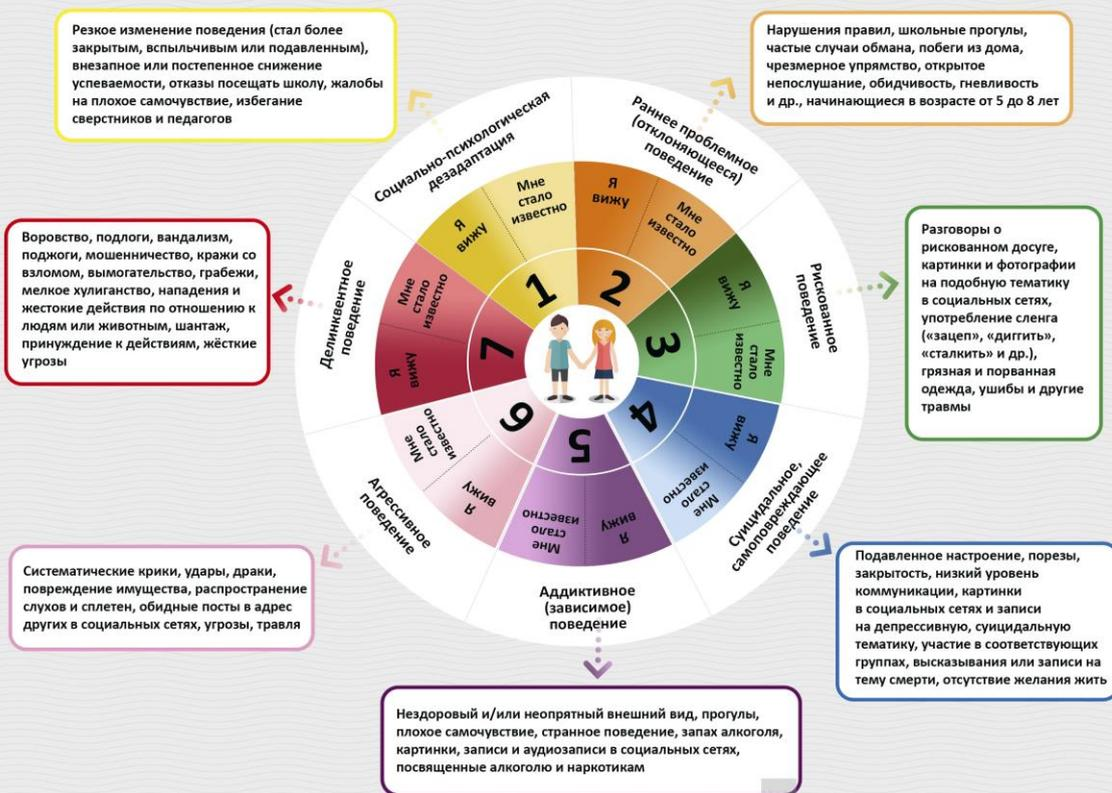 Резкое изменение поведения (стал более
закрытым, вспыльчивым или подавленным),
внезапное или постепенное снижение
успеваемости, отказы посещать школу, жалобы
на плохое самочувствие, избегание
сверстников и педагогов
Нарушения правил, школьные прогулы,
частые случаи обмана, побеги из дома,
чрезмерное упрямство, открытое
непослушание, обидчивость, гневливость
и др., начинающиеся в возрасте от 5 до 8 лет
Социально-психологическая
дезадаптация
Я
вижу
Мне
стало
известно
1
Раннее проблемное
(отклоняющееся)
поведение
Я
вижу
Мне
стало
известно
2
Рискованное
поведение
Я
вижу
Мне
стало
известно
3
Разговоры о
рискованном досуге,
картинки и фотографии
на подобную тематику
в социальных сетях,
употребление сленга
(«зацеп», «диггить»,
«сталкить» и др.),
грязная и порванная
одежда, ушибы и другие
травмы
Суицидальное,
самоповреждающее
поведение
Я
вижу
Мне
стало
известно
4
Подавленное настроение, порезы,
закрытость, низкий уровень
коммуникации, картинки
в социальных сетях и записи
на депрессивную, суицидальную
тематику, участие в соответствующих
группах, высказывания или записи на
тему смерти, отсутствие желания жить
Аддиктивное
(зависимое)
поведение
Я
вижу
Мне
стало
известно
5
Нездоровый и/или неопрятный внешний вид, прогулы,
плохое самочувствие, странное поведение, запах алкоголя,
картинки, записи и аудиозаписи в социальных сетях,
посвященные алкоголю и наркотикам
Агрессивное
поведение
Я
вижу
Мне
стало
известно
6
Систематические крики, удары, драки,
повреждение имущества, распространение
слухов и сплетен, обидные посты в адрес
других в социальных сетях, угрозы, травля
Делинквентное
поведение
Я
вижу
Мне
стало
известно
7
Воровство, подлоги, вандализм,
поджоги, мошенничество, кражи со
взломом, вымогательство, грабежи,
мелкое хулиганство, нападения и
жестокие действия по отношению к
людям или животным, шантаж,
принуждение к действиям, жёсткие
угрозы